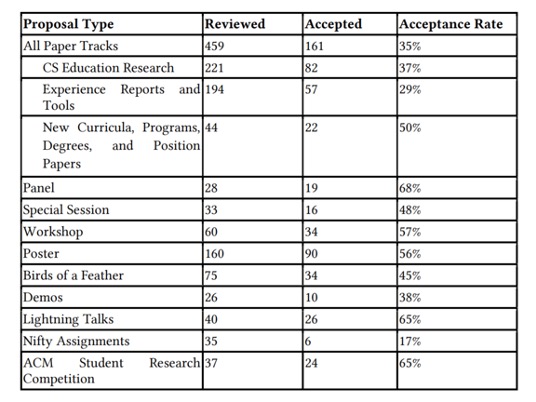 Proposal Type Reviewed Accepted Acceptance Rate
All Paper Tracks 459 161 35%
CS Education Research 221 82 37%
Experience Reports and 194 57 29%
Tools
New Curricula, Programs, 44 22 50%
Degrees, and Position
Papers
Panel 28 19 68%
Special Session 33 16 48%
Workshop 60 34 57%
Poster 160 90 56%
Birds of a Feather 75 34 45%
Demos 26 10 38%
Lightning Talks 40 26 65%
Nifty Assignments 35 6 17%
ACM Student Research 37 24 65%
Competition